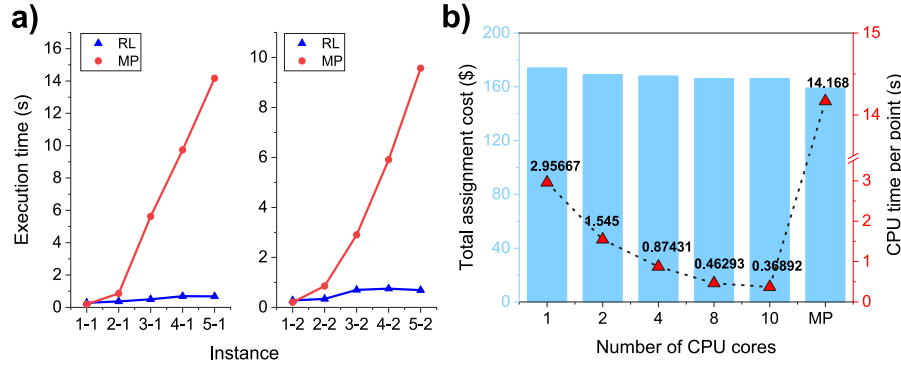 a)
RL
MP
Execution time (s)
16
14
12
10
8
6
4
2
0
1-1 2-1 3-1 4-1 5-1
RL
MP
10
8
6
4
2
0
1-2 2-2 3-2 4-2 5-2
Instance
b)
Total assignment cost ($)
200
160
120
80
40
0
2.95667
1.545
0.87431
0.46293
0.36892
14.168
15
14
3
2
1
0
CPU time per point (s)
1 2 4 8 10 MP
Number of CPU cores